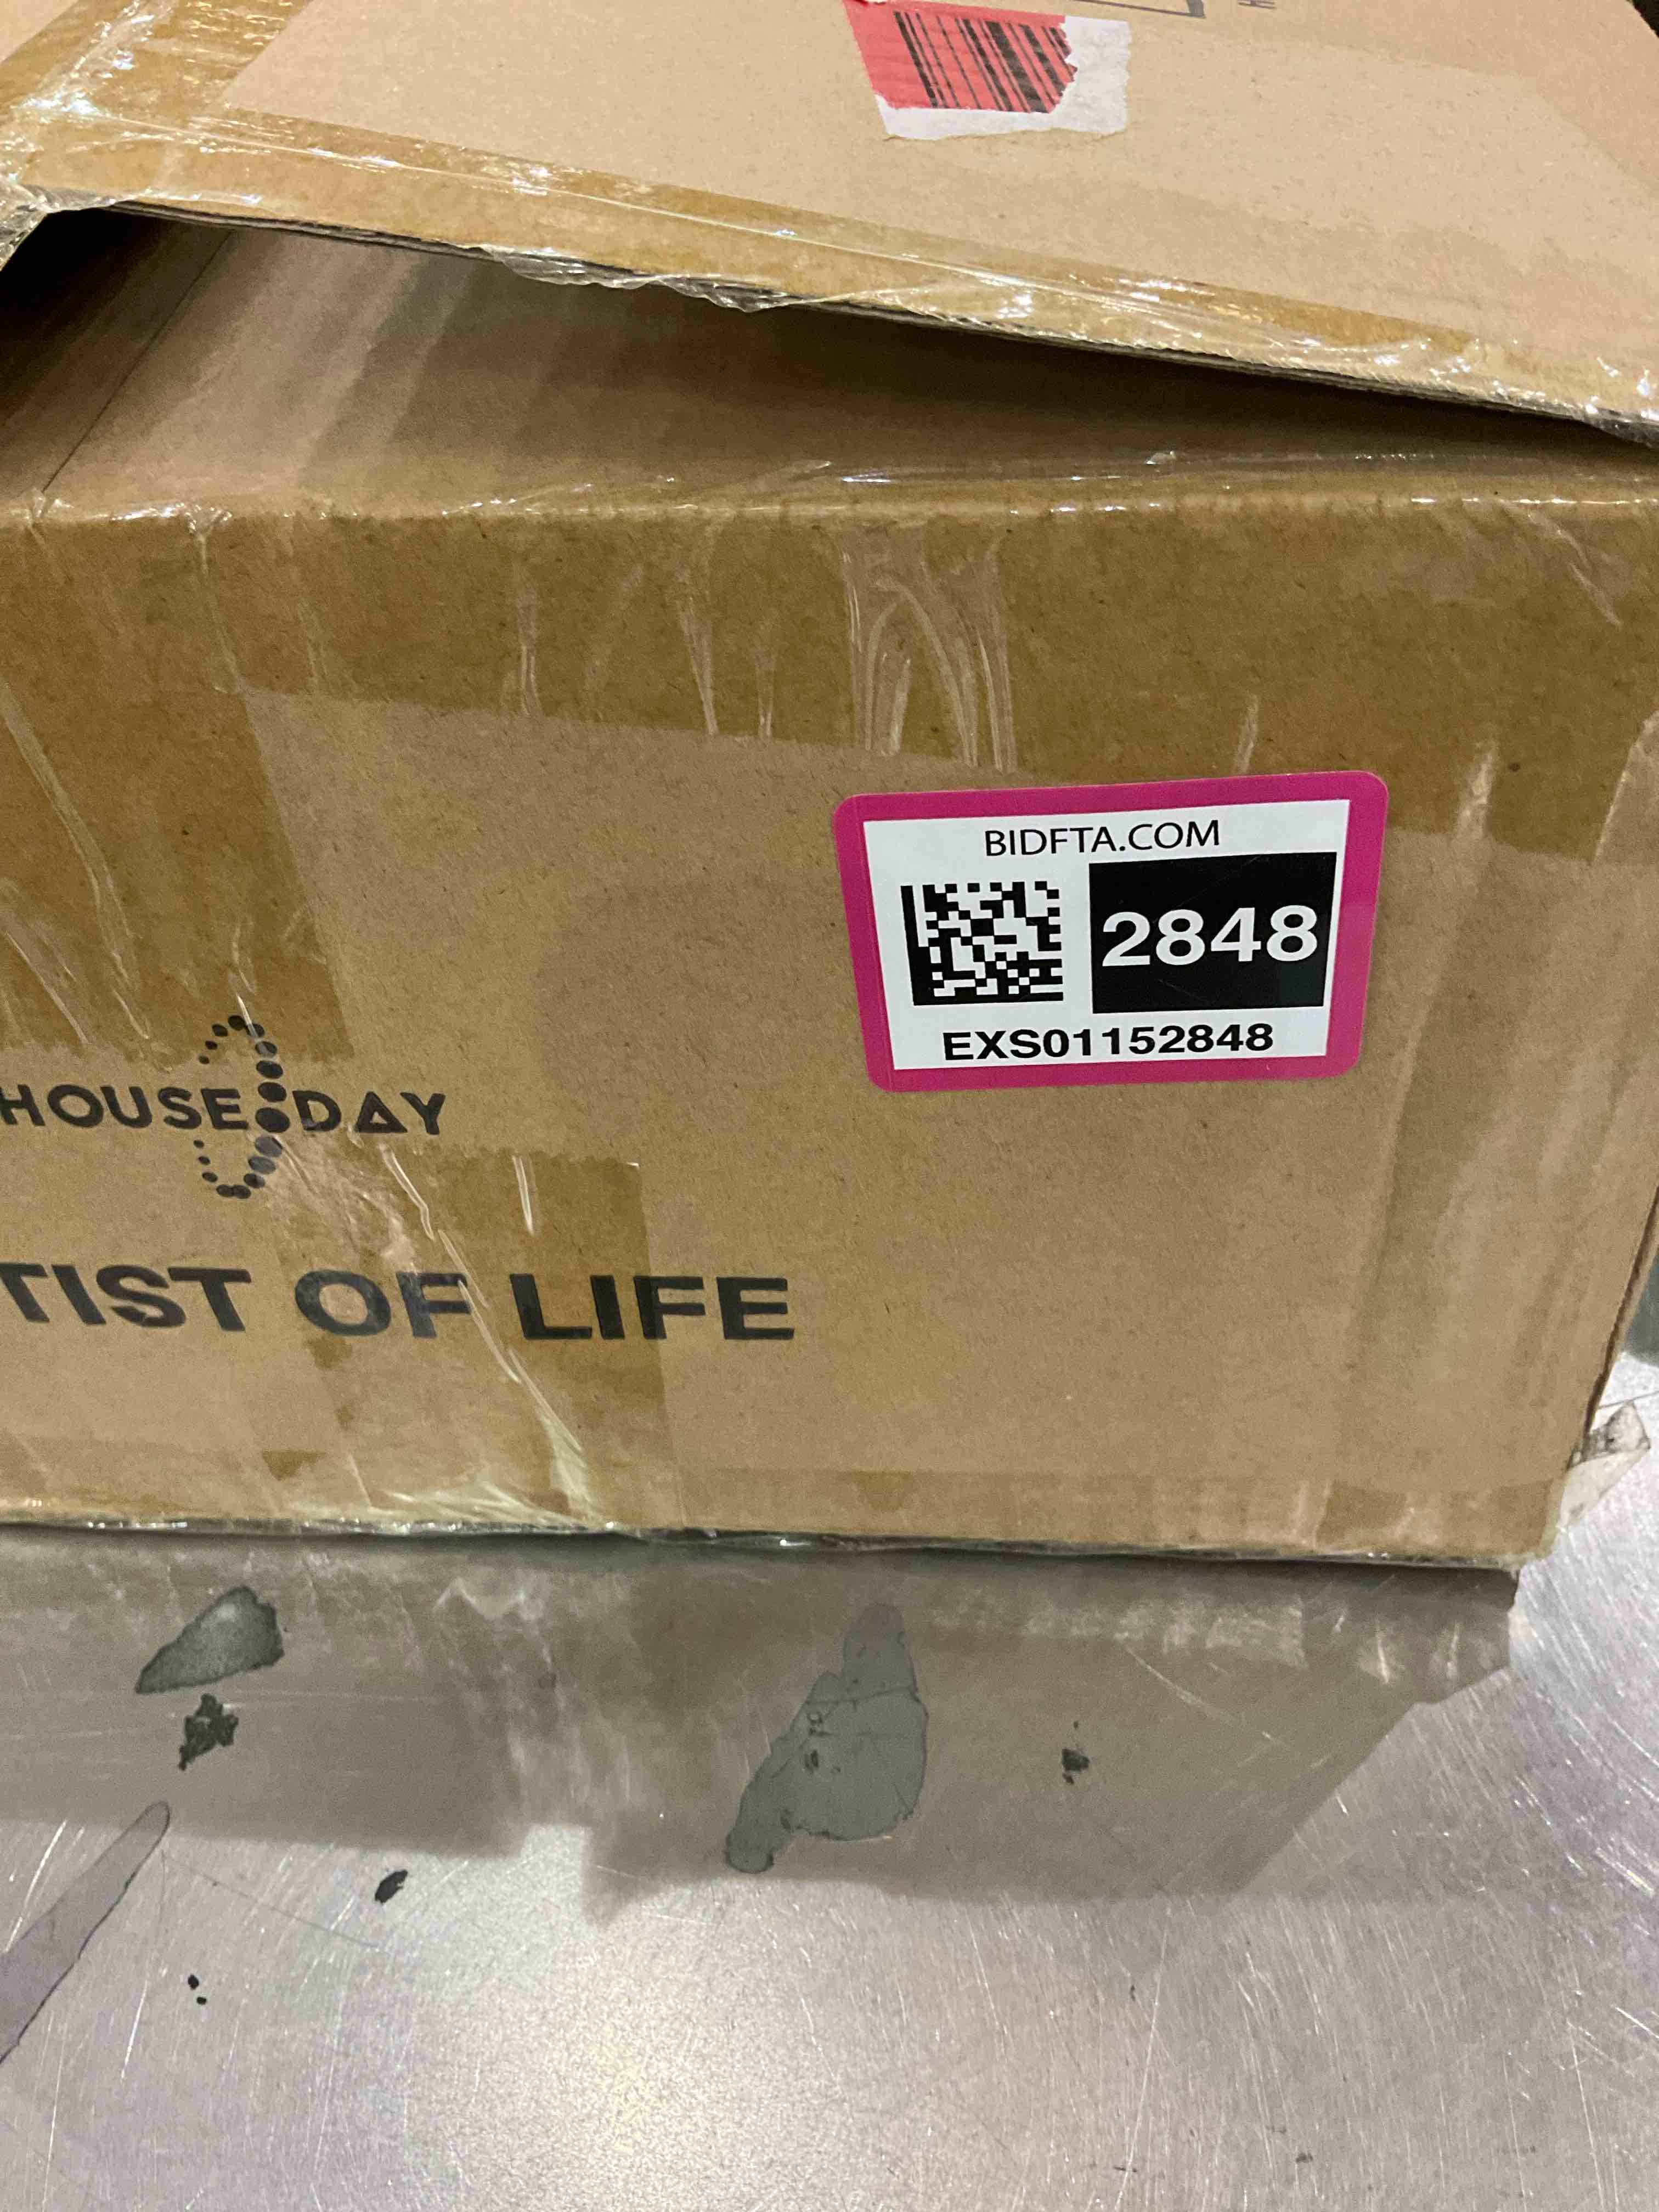 BIDFTA.COM
2848
EXS01152848
HOUSE DAY
TIST OF LIFE